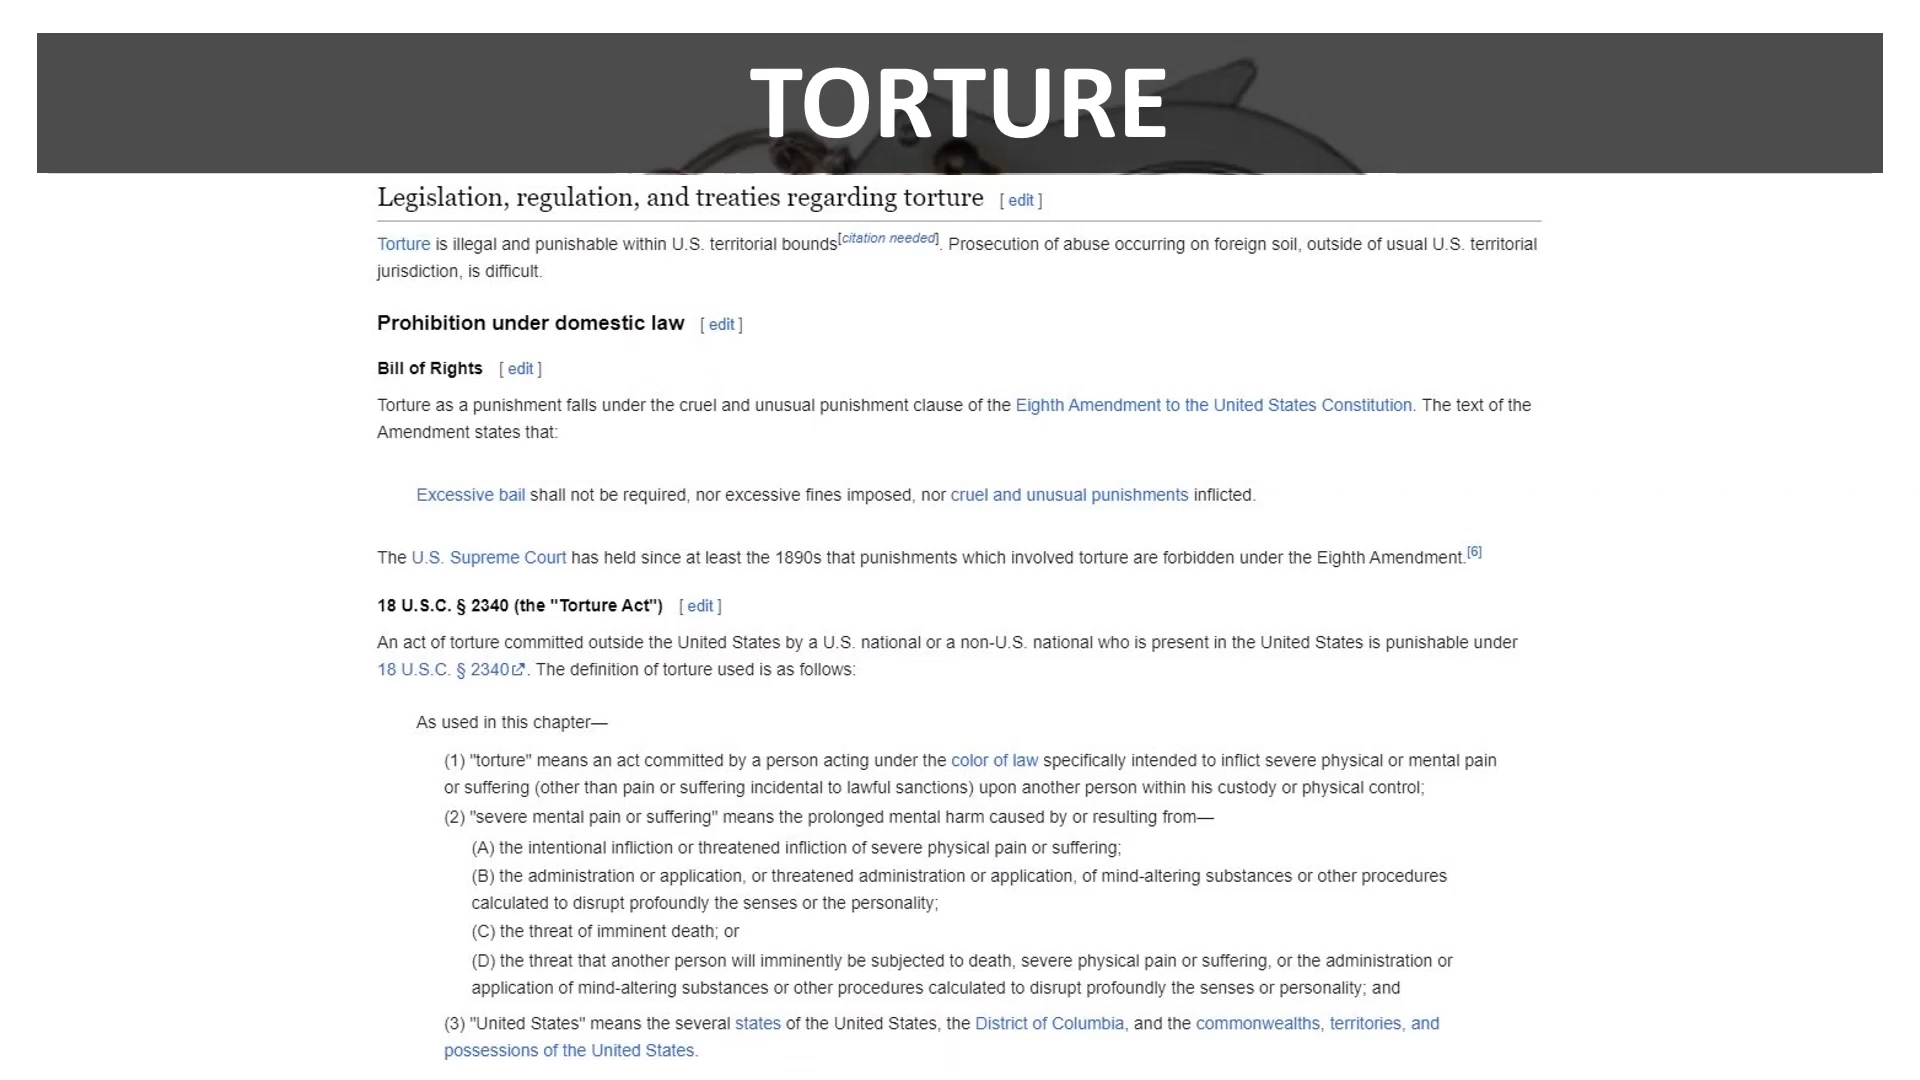 TORTURE
Legislation, regulation, and treaties regarding torture [ edit ]
Torture is illegal and punishable within U.S. territorial bounds[citation needed]. Prosecution of abuse occurring on foreign soil, outside of usual U.S. territorial
jurisdiction, is difficult.
Prohibition under domestic law [ edit ]
Bill of Rights [ edit ]
Torture as a punishment falls under the cruel and unusual punishment clause of the Eighth Amendment to the United States Constitution. The text of the
Amendment states that:
Excessive bail shall not be required, nor excessive fines imposed, nor cruel and unusual punishments inflicted.
The U.S. Supreme Court has held since at least the 1890s that punishments which involved torture are forbidden under the Eighth Amendment.[6]
18 U.S.C. § 2340 (the "Torture Act") [ edit ]
An act of torture committed outside the United States by a U.S. national or a non-U.S. national who is present in the United States is punishable under
18 U.S.C. § 2340. The definition of torture used is as follows:
As used in this chapter—
(1) "torture" means an act committed by a person acting under the color of law specifically intended to inflict severe physical or mental pain
or suffering (other than pain or suffering incidental to lawful sanctions) upon another person within his custody or physical control;
(2) "severe mental pain or suffering" means the prolonged mental harm caused by or resulting from—
(A) the intentional infliction or threatened infliction of severe physical pain or suffering;
(B) the administration or application, or threatened administration or application, of mind-altering substances or other procedures
calculated to disrupt profoundly the senses or the personality;
(C) the threat of imminent death; or
(D) the threat that another person will imminently be subjected to death, severe physical pain or suffering, or the administration or
application of mind-altering substances or other procedures calculated to disrupt profoundly the senses or personality; and
(3) "United States" means the several states of the United States, the District of Columbia, and the commonwealths, territories, and
possessions of the United States.